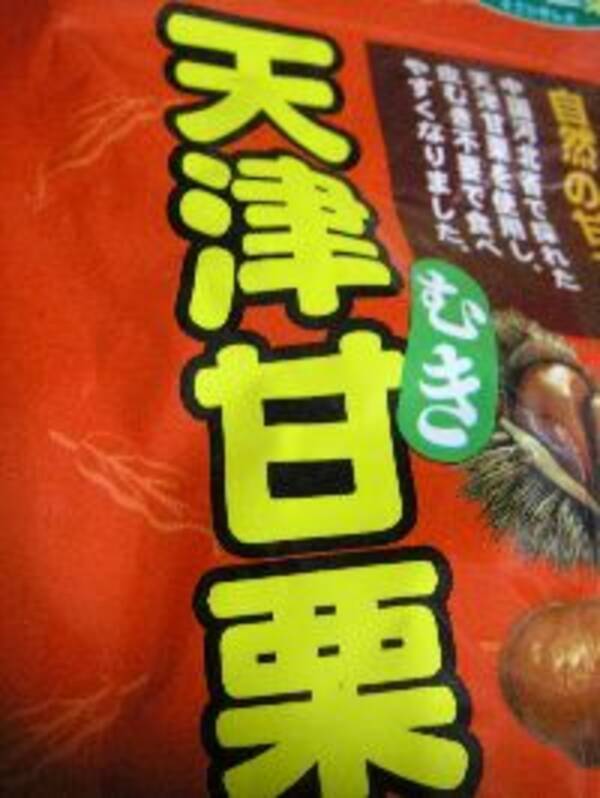 天津甘栗
むき
自然の甘
中国河北省で採れた
天津甘栗を使用し、
皮むき不要で食べ
やすくなりました。